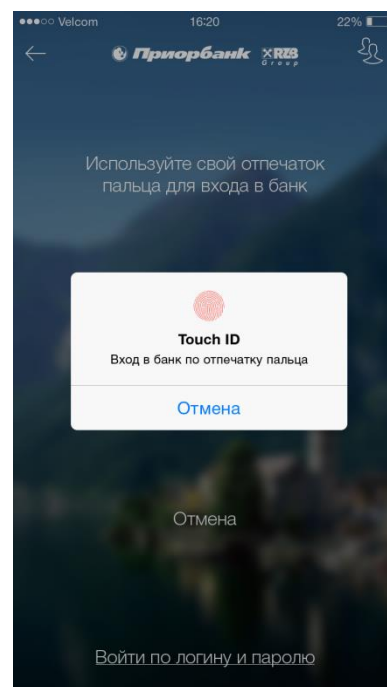 Velcom 16:20 22%
Приорбанк RZB
Group
Используйте свой отпечаток
пальца для входа в банк
Touch ID
Вход в банк по отпечатку пальца
Отмена
Отмена
Войти по логину и паролю